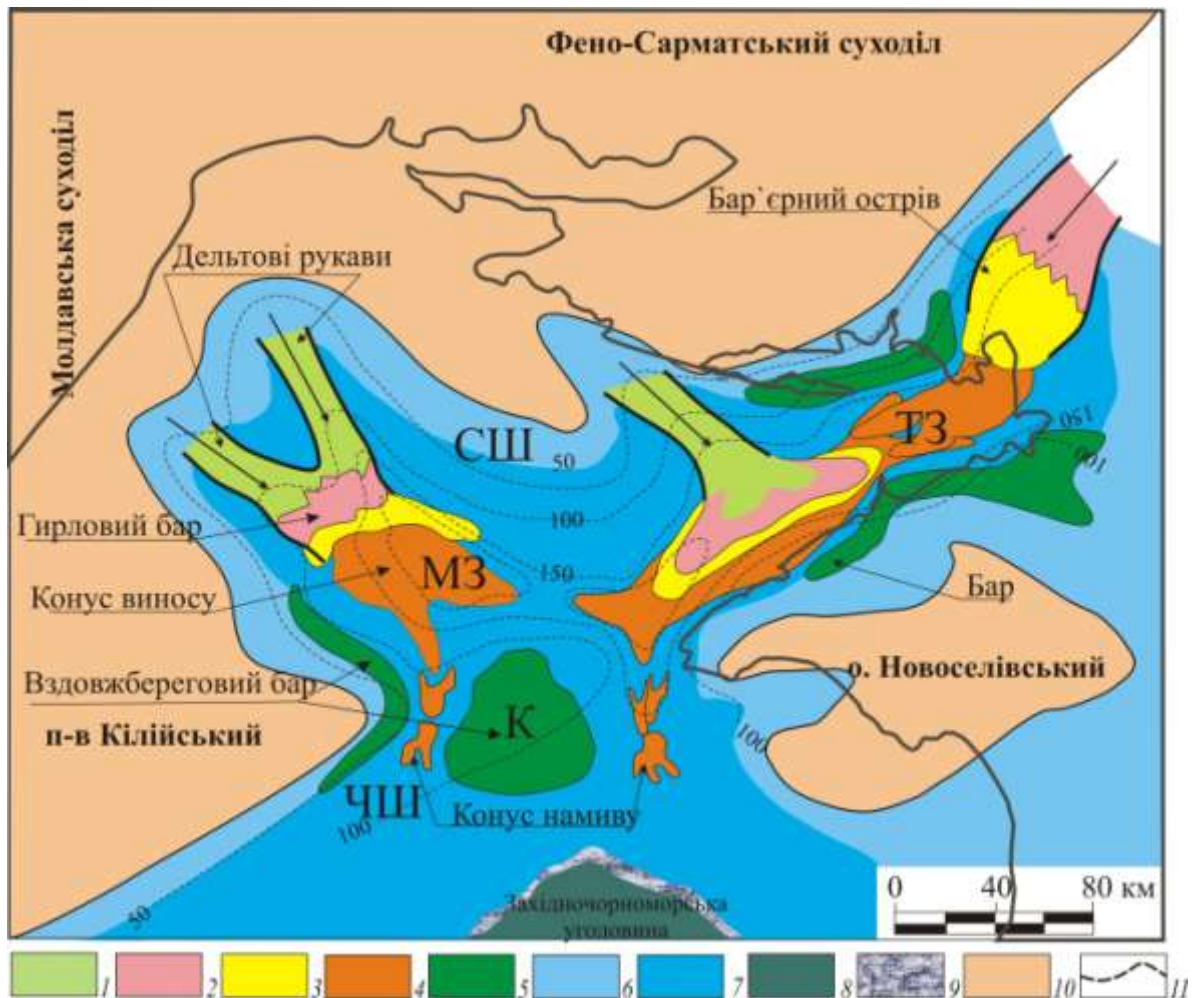 Фено-Сарматський суходіл
Молдавська суходіл
Бар`єрний острів
Дельтові рукави
СШ
ТЗ
50
100
150
150
100
Гирловий бар
МЗ
Конус виносу
Бар
Вздовжбереговий бар
о. Новоселівський
К
п-в Кілійський
100
ЧШ
Конус намиву
100
50
Західночорноморська
уголовина
0 40 80 км
1 2 3 4 5 6 7 8 9 10 11